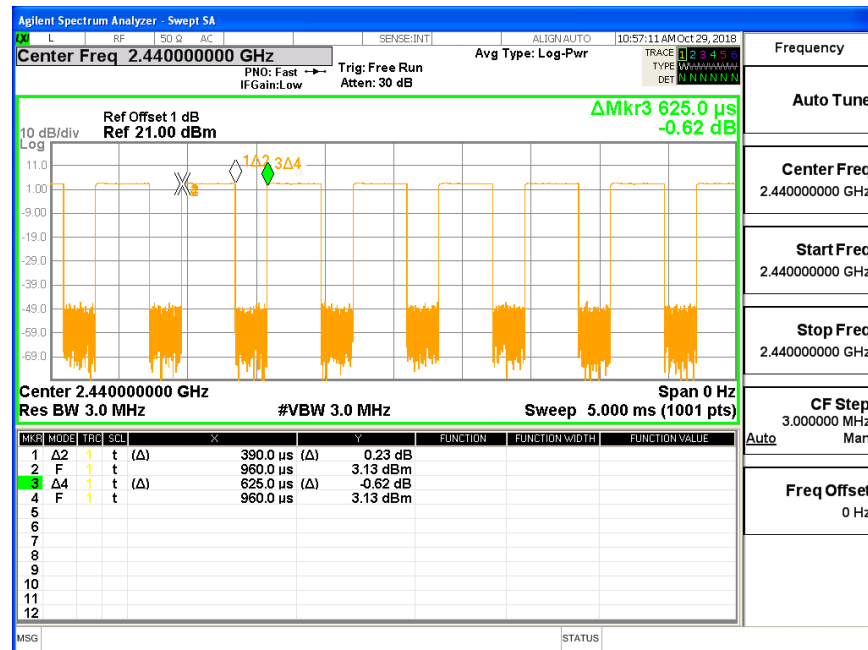 Agilent Spectrum Analyzer - Swept SA
LXI L RF 50 Ω AC SENSE:INT ALIGN AUTO 10:57:11 AM Oct 29, 2018
Center Freq 2.440000000 GHz
PNO: Fast
IFGain:Low
Trig: Free Run
Atten: 30 dB
Avg Type: Log-Pwr
TRACE 1 2 3 4 5 6
TYPE
DET N N N N N N
Frequency
Ref Offset 1 dB
10 dB/div Ref 21.00 dBm
Log
ΔMkr3 625.0 µs
-0.62 dB
11.0
1.00
-9.00
-19.0
-29.0
-39.0
-49.0
-59.0
-69.0
1Δ2 3Δ4
Center 2.440000000 GHz Span 0 Hz
Res BW 3.0 MHz #VBW 3.0 MHz Sweep 5.000 ms (1001 pts)
MKR MODE TRC SCL X Y FUNCTION FUNCTION WIDTH FUNCTION VALUE
1 Δ2 1 t (Δ) 390.0 µs (Δ) 0.23 dB
2 F 1 t 960.0 µs 3.13 dBm
3 Δ4 1 t (Δ) 625.0 µs (Δ) -0.62 dB
4 F 1 t 960.0 µs 3.13 dBm
5
6
7
8
9
10
11
12
MSG STATUS
Auto Tune
Center Freq
2.440000000 GHz
Start Freq
2.440000000 GHz
Stop Freq
2.440000000 GHz
CF Step
3.000000 MHz
Auto Man
Freq Offset
0 Hz